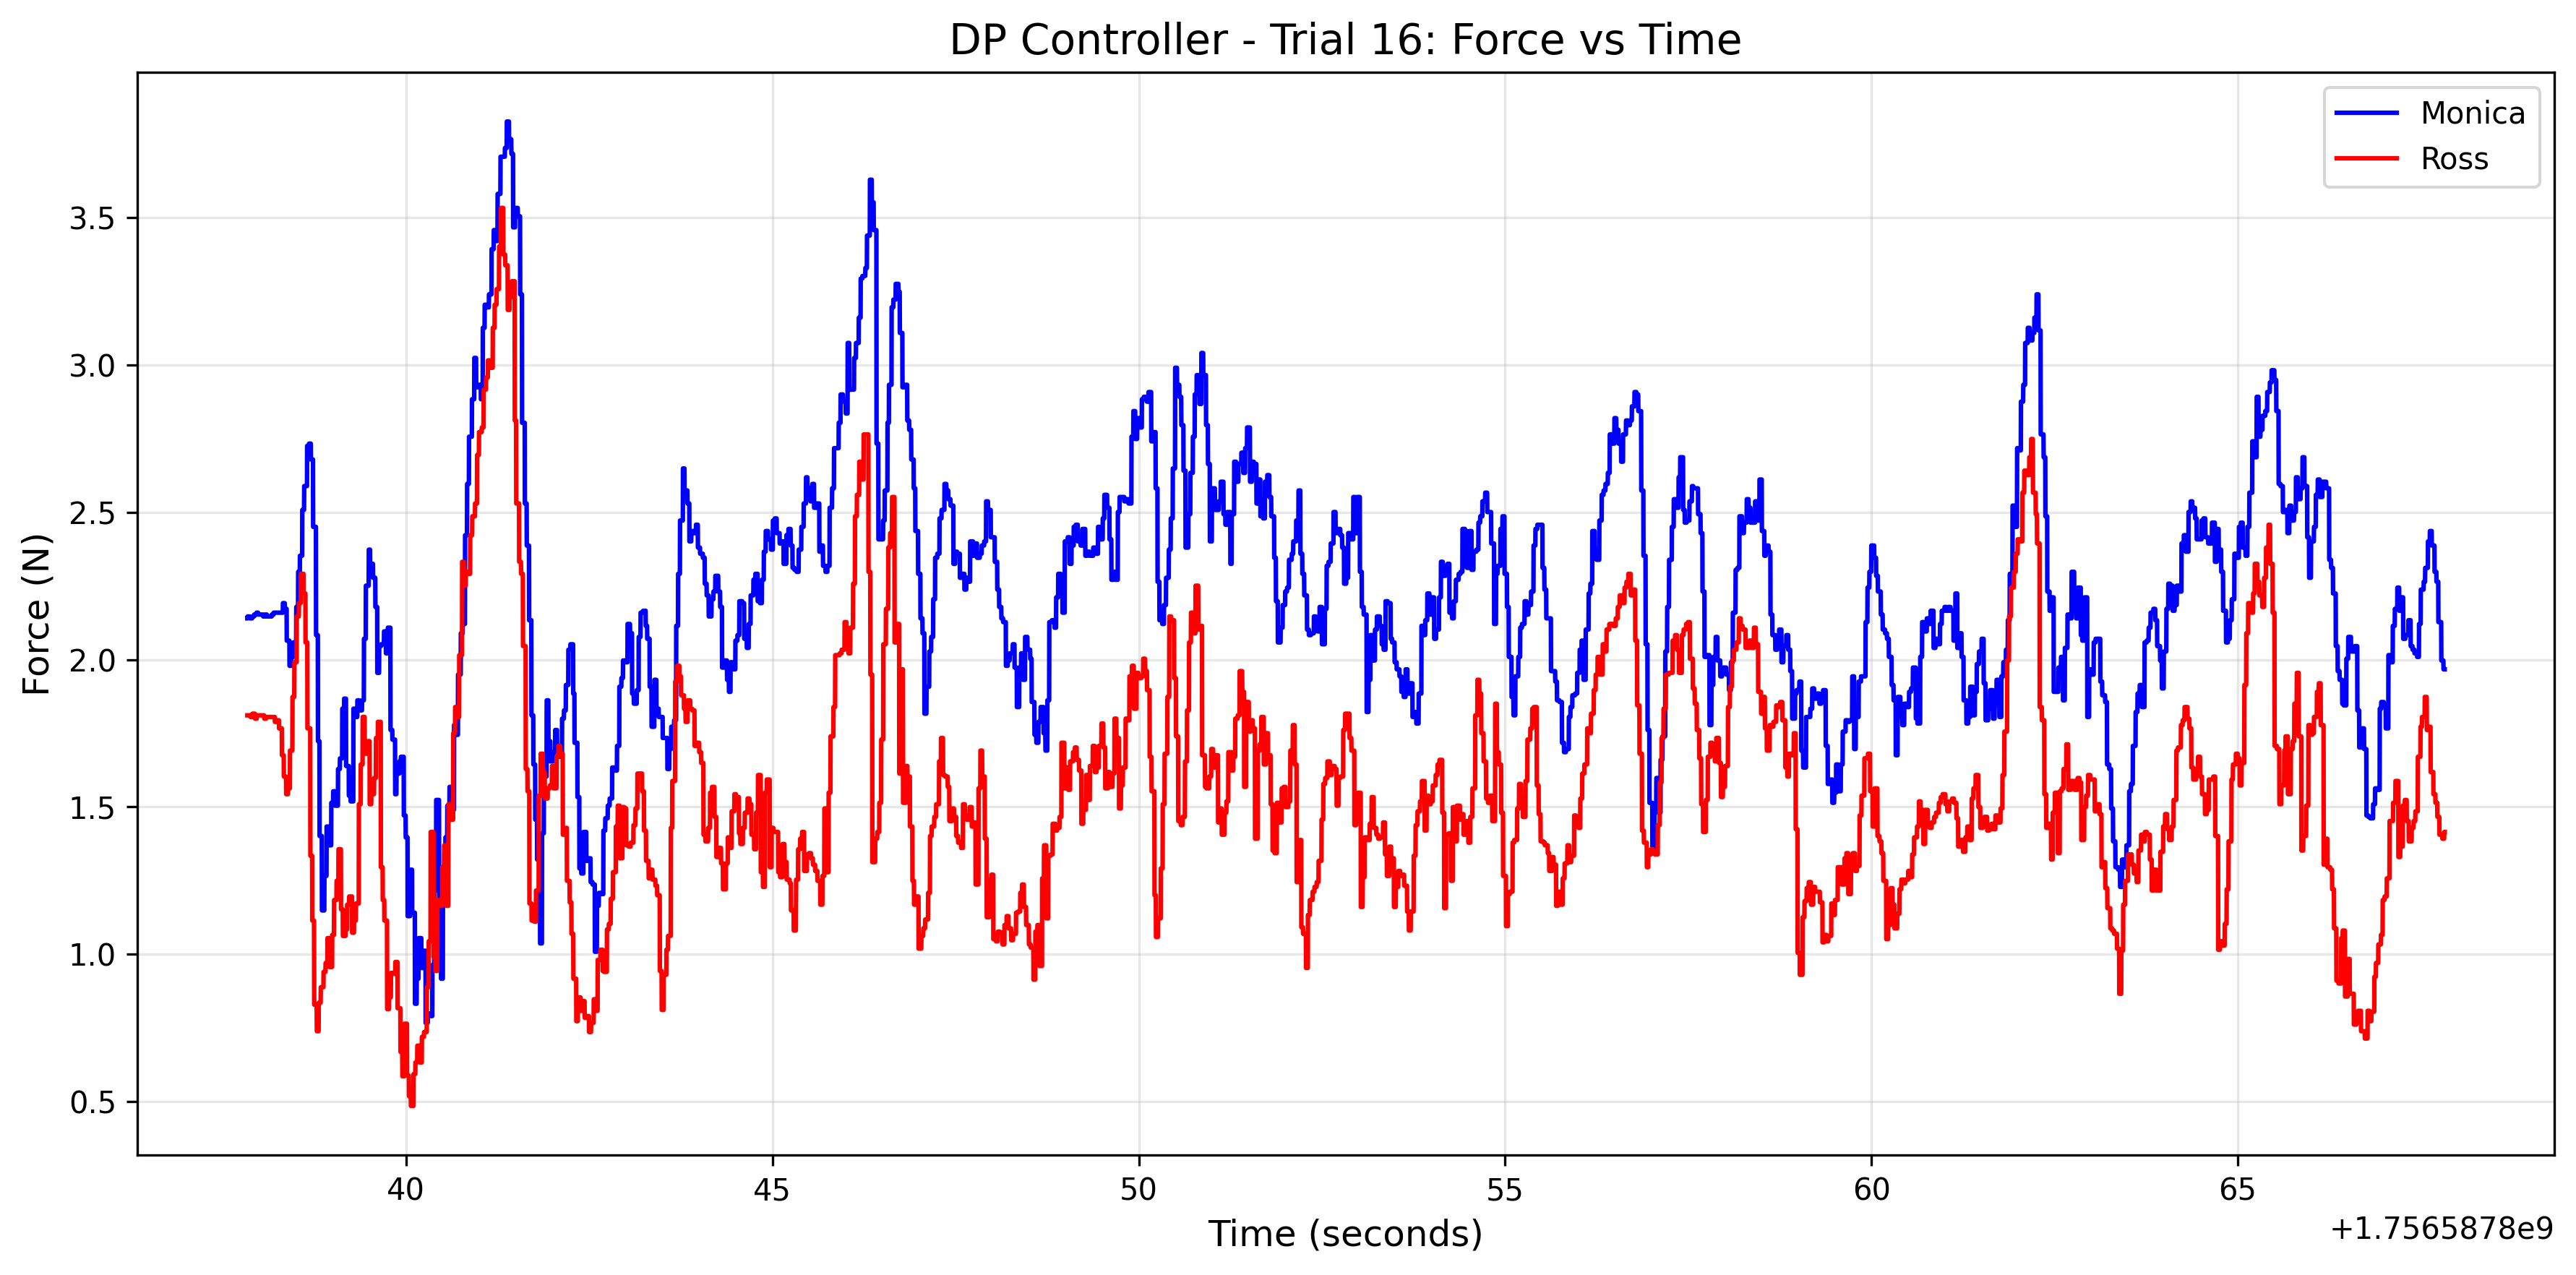 DP Controller - Trial 16: Force vs Time
Monica
Ross
Force (N)
3.5
3.0
2.5
2.0
1.5
1.0
0.5
40
45
50
55
60
65
Time (seconds)
+1.7565878e9